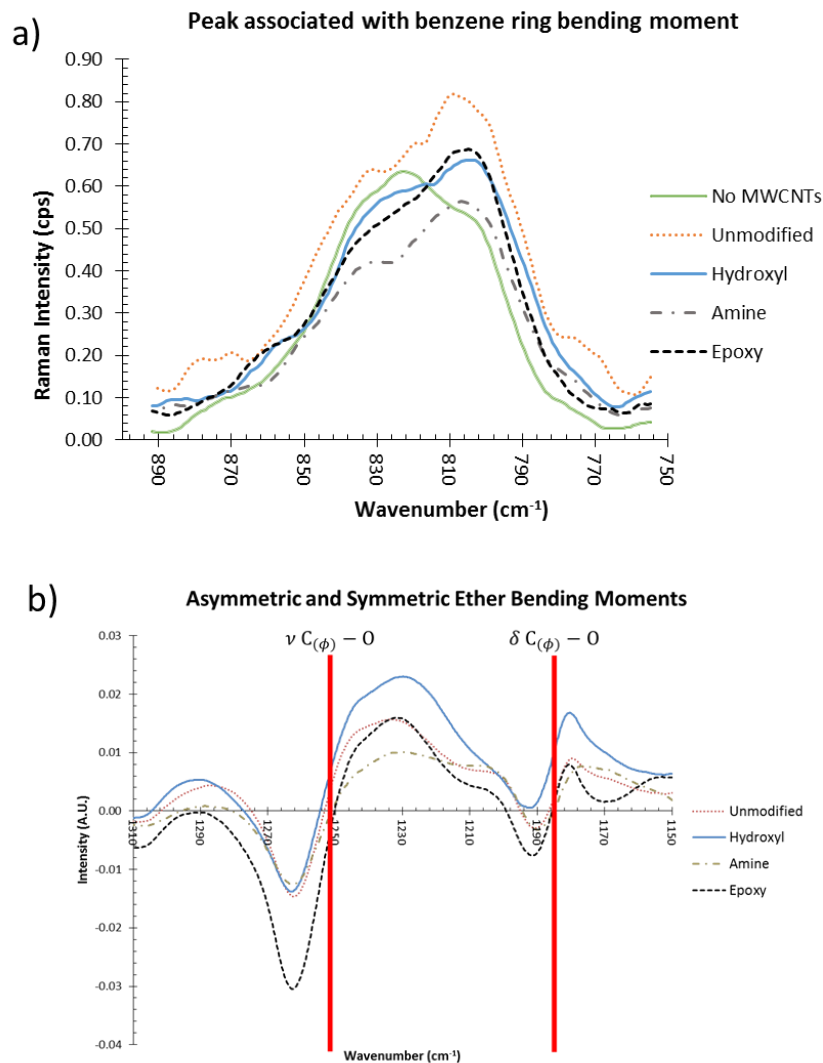 a)
Peak associated with benzene ring bending moment
0.90
0.80
0.70
0.60
0.50
0.40
0.30
0.20
0.10
0.00
Raman Intensity (cps)
890
870
850
830
810
790
770
750
Wavenumber (cm⁻¹)
No MWCNTs
Unmodified
Hydroxyl
Amine
Epoxy
b)
Asymmetric and Symmetric Ether Bending Moments
ν C(ϕ) − O
δ C(ϕ) − O
0.03
0.02
0.01
0.00
-0.01
-0.02
-0.03
-0.04
Intensity (A.U.)
1310
1290
1270
1250
1230
1210
1190
1170
1150
Wavenumber (cm⁻¹)
Unmodified
Hydroxyl
Amine
Epoxy